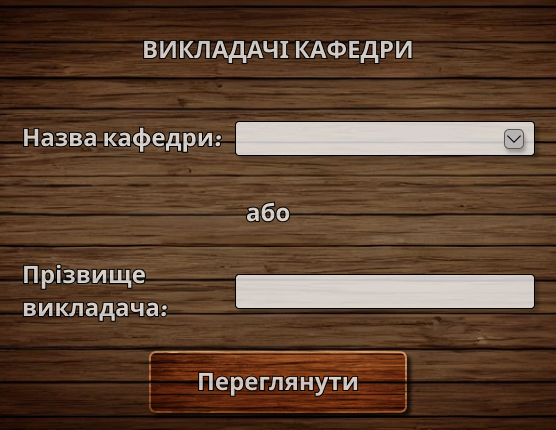 ВИКЛАДАЧІ КАФЕДРИ
Назва кафедри:
або
Прізвище
викладача:
Переглянути